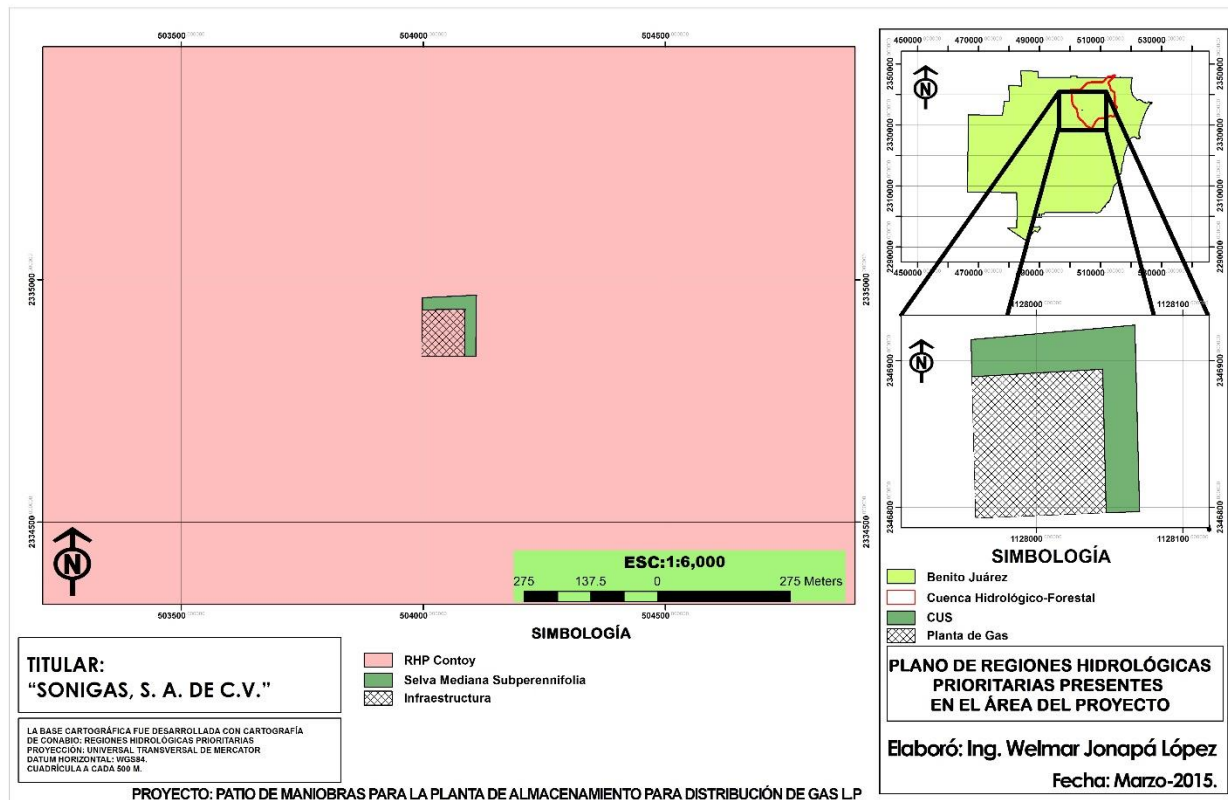 503500
504000
504500
2335000
2335000
2334500
2334500
N
ESC:1:6,000
275 137.5 0 275 Meters
503500
504000
504500
SIMBOLOGÍA
RHP Contoy
Selva Mediana Subperennifolia
Infraestructura
TITULAR:
“SONIGAS, S. A. DE C.V.”
LA BASE CARTOGRÁFICA FUE DESARROLLADA CON CARTOGRAFÍA
DE CONABIO: REGIONES HIDROLÓGICAS PRIORITARIAS
PROYECCIÓN: UNIVERSAL TRANSVERSAL DE MERCATOR
DATUM HORIZONTAL: WGS84.
CUADRÍCULA A CADA 500 M.
PROYECTO: PATIO DE MANIOBRAS PARA LA PLANTA DE ALMACENAMIENTO PARA DISTRIBUCIÓN DE GAS L.P
450000 470000 490000 510000 530000
2350000
2350000
2330000
2330000
2310000
2310000
2290000
2290000
N
450000 470000 490000 510000 530000
1128000
1128100
2346900
2346900
2346800
2346800
N
1128000
1128100
SIMBOLOGÍA
Benito Juárez
Cuenca Hidrológico-Forestal
CUS
Planta de Gas
PLANO DE REGIONES HIDROLÓGICAS
PRIORITARIAS PRESENTES
EN EL ÁREA DEL PROYECTO
Elaboró: Ing. Welmar Jonapá López
Fecha: Marzo-2015.